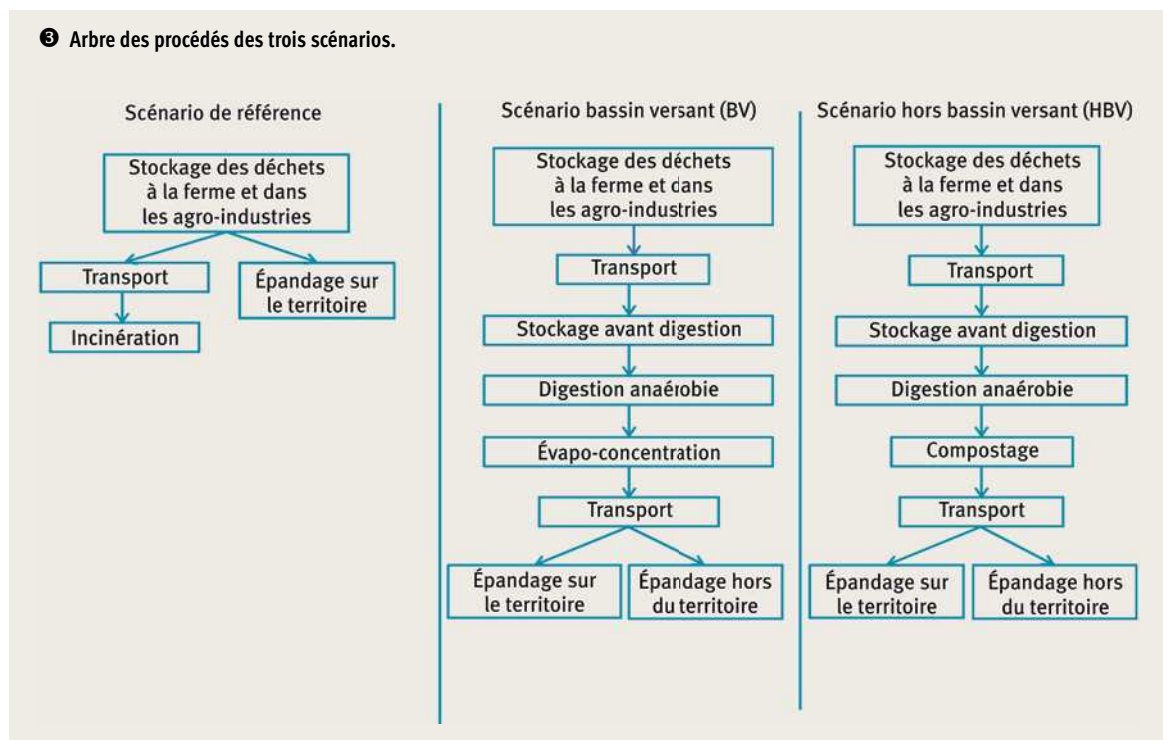 ❸ Arbre des procédés des trois scénarios.
Scénario de référence
Stockage des déchets
à la ferme et dans
les agro-industries
Transport
Incinération
Épandage sur
le territoire
Scénario bassin versant (BV)
Stockage des déchets
à la ferme et dans
les agro-industries
Transport
Stockage avant digestion
Digestion anaérobie
Évapo-concentration
Transport
Épandage sur
le territoire
Épandage hors
du territoire
Scénario hors bassin versant (HBV)
Stockage des déchets
à la ferme et dans
les agro-industries
Transport
Stockage avant digestion
Digestion anaérobie
Compostage
Transport
Épandage sur
le territoire
Épandage hors
du territoire